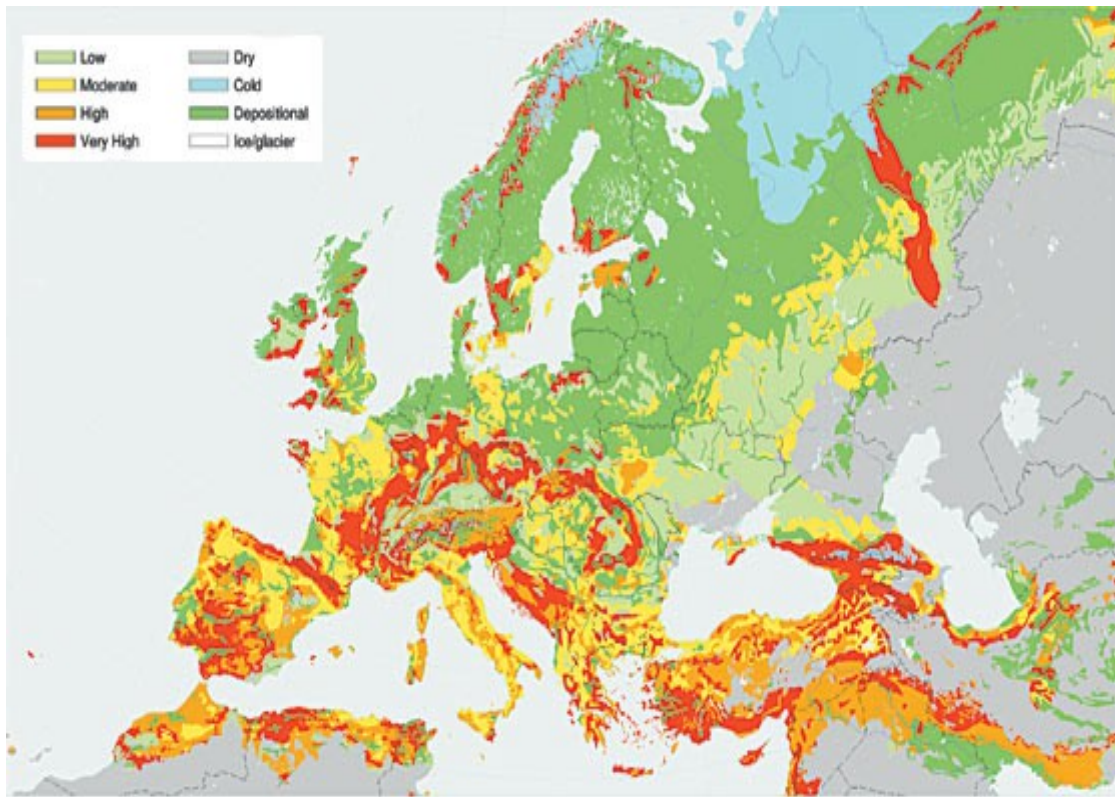 Low
Moderate
High
Very High
Dry
Cold
Depositional
Ice/glacier